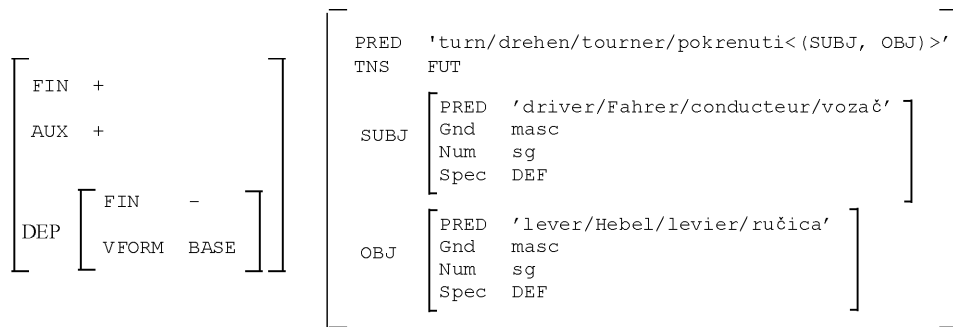 FIN +
AUX +
DEP
FIN –
VFORM BASE
PRED 'turn/drehen/tourner/pokrenuti<(SUBJ, OBJ)>’
TNS FUT
SUBJ
PRED ’driver/Fahrer/conducteur/vozač’
Gnd masc
Num sg
Spec DEF
OBJ
PRED ’lever/Hebel/levier/ručica’
Gnd masc
Num sg
Spec DEF